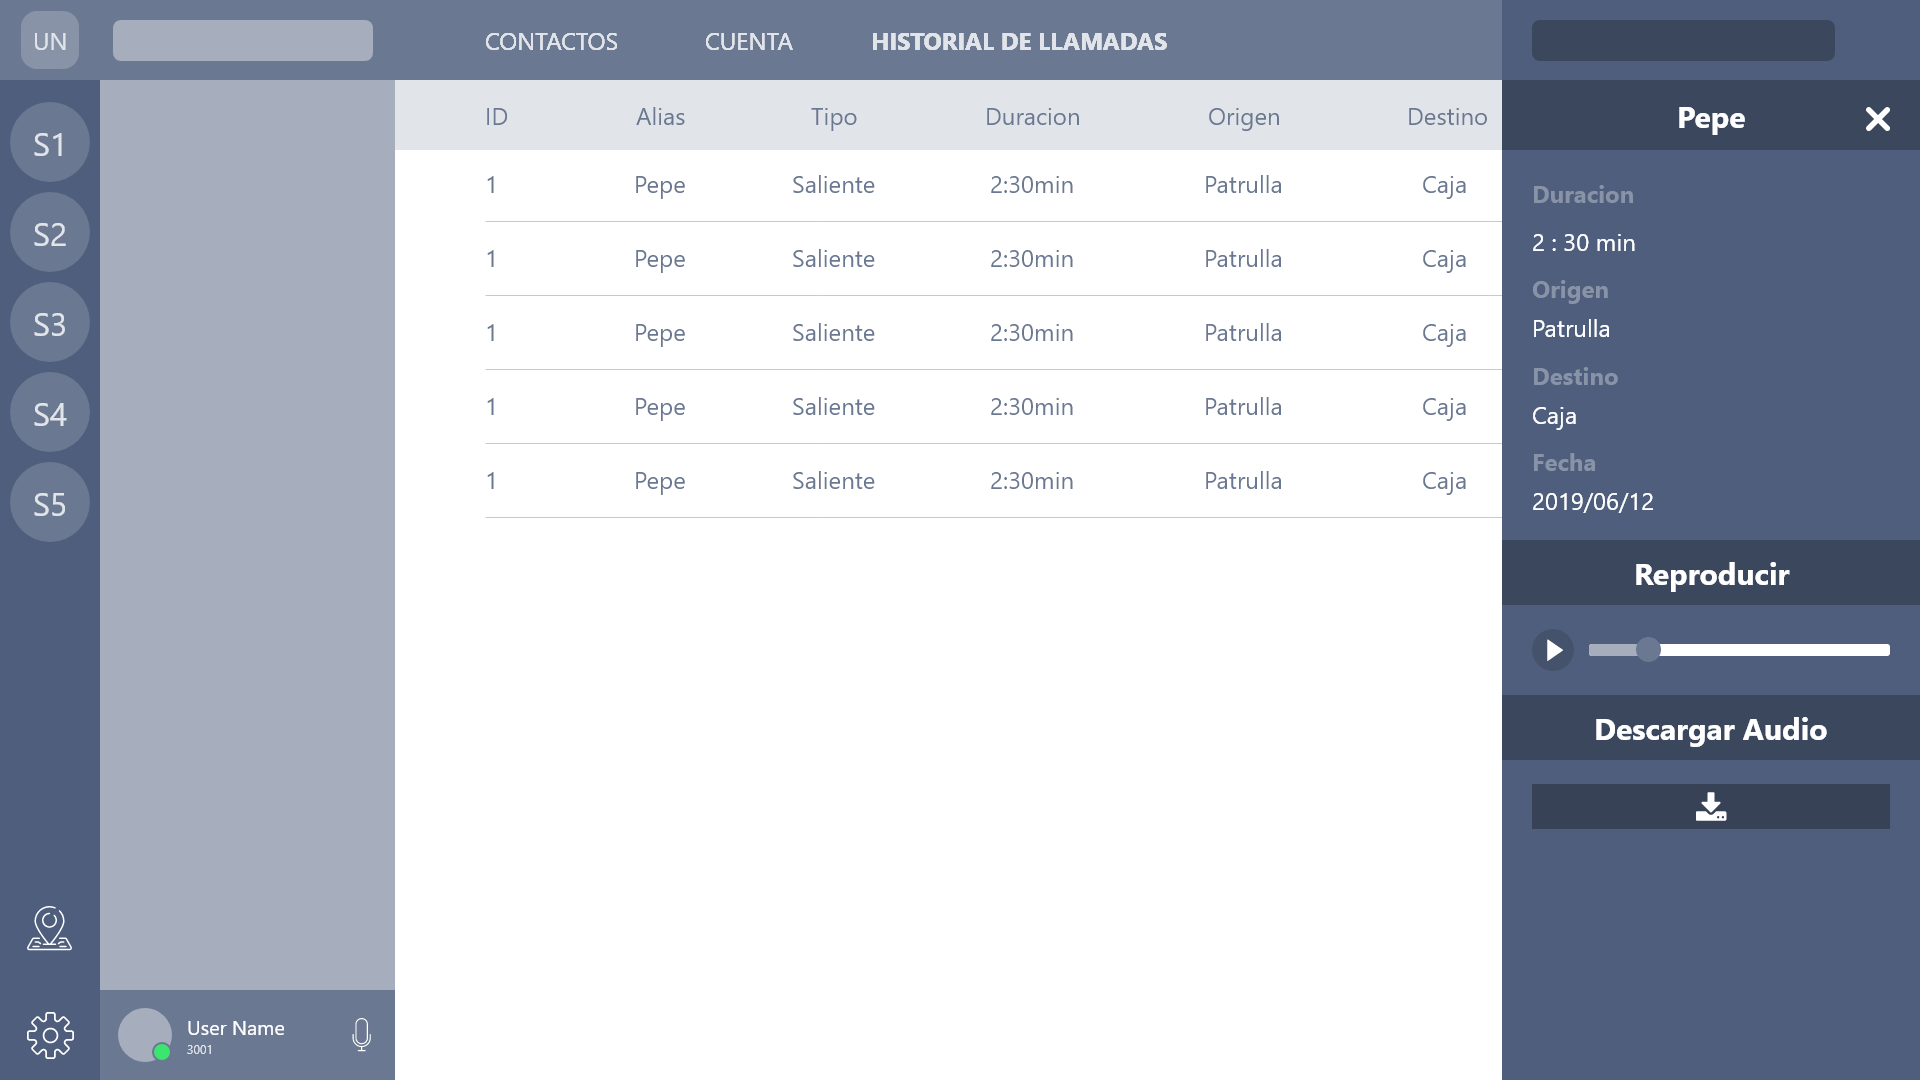 UN
CONTACTOS CUENTA HISTORIAL DE LLAMADAS
S1
S2
S3
S4
S5
User Name
3001
ID Alias Tipo Duracion Origen Destino
1 Pepe Saliente 2:30min Patrulla Caja
1 Pepe Saliente 2:30min Patrulla Caja
1 Pepe Saliente 2:30min Patrulla Caja
1 Pepe Saliente 2:30min Patrulla Caja
1 Pepe Saliente 2:30min Patrulla Caja
Pepe
Duracion
2 : 30 min
Origen
Patrulla
Destino
Caja
Fecha
2019/06/12
Reproducir
Descargar Audio